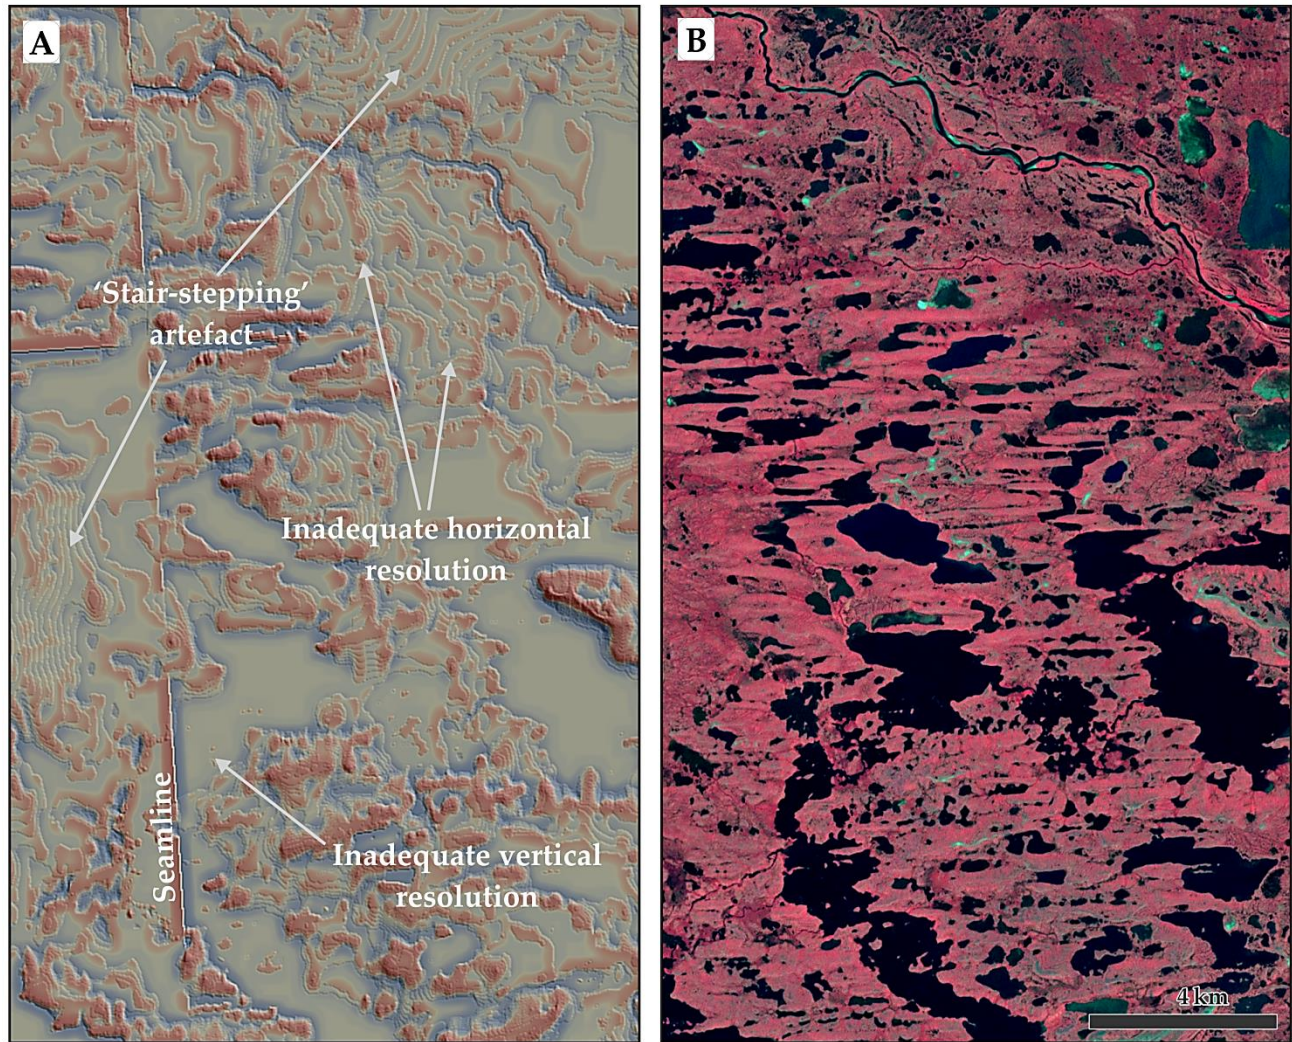 A
B
‘Stair-stepping’
artefact
Inadequate horizontal
resolution
Seamline
Inadequate vertical
resolution
4 km